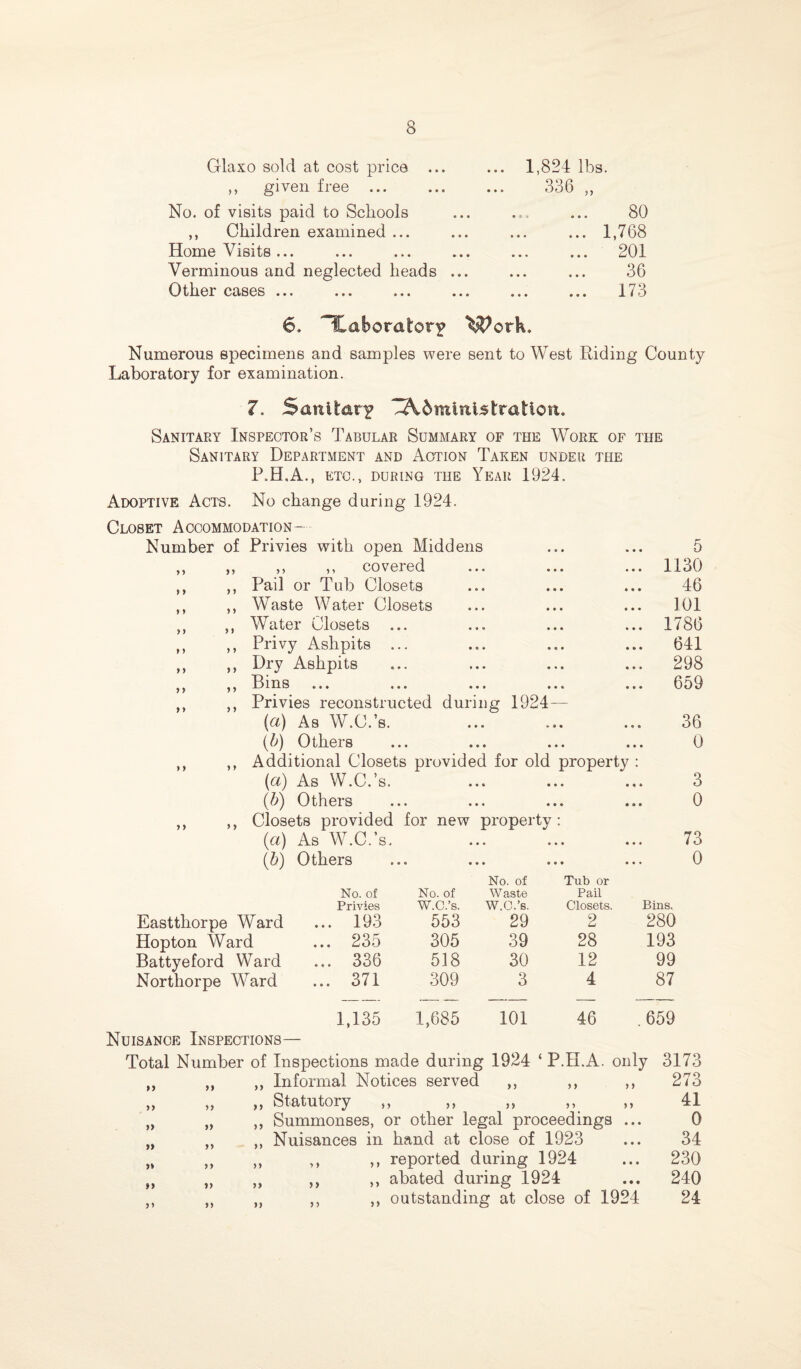 8
Glaxo sold at cost price ... ... 1,824 lbs.
,, given free ... ... ... 336 ,,
No. of visits paid to Schools ... ... ... 80
,, Children examined ... ... ... ... 1,768
Home Visits ... ... ... ... ... ... 201
Verminous and neglected heads ... ... ... 36
Other cases ... ... ... ... ... ... 173
6. Laboratory Work.
Numerous specimens and samples were sent to West Riding County
Laboratory for examination.
7. Sanitary Administration.
Sanitary Inspector's Tabular Summary of the Work of the
Sanitary Department and Action Taken under the
P.H.A., etc., during the Year 1924.
Adoptive Acts. No change during 1924.
Closet Accommodation—
Number of Privies with open Middens ... ... 5
,, ,, ,, ,, covered ... ... ... 1130
,, ,, Pail or Tub Closets ... ... ... 46
,, ,, Waste Water Closets ... ... ... 101
,, ,, Water Closets ... ... ... ... 1786
,, ,, Privy Ashpits ... ... ... ... 641
,, ,, Dry Ashpits ... ... ... ... 298
,, ,, Bins ... ... ... ... ... 659
,, ,, Privies reconstructed during 1924—
(a) As W.C.'s. ... ... ... 36
(b) Others ... ... ... ... 0
,, ,, Additional Closets provided for old property :
(a) As W.C.'s. ... ... ... 3
(b) Others ... ... ... ... 0
,, ,, Closets provided for new property :
(a) As W.C.'s. ... ... ... 73
(b) Others ... ... ... ... 0
No. of Tub or
No. of No. of Waste Pail
Privies W.C.'s. W.C.'s. Closets. Bins.
Eastthorpe Ward ... 193 553 29 2 280
Hopton Ward ... 235 305 39 28 193
Battyeford Ward ... 336 518 30 12 99
Northorpe Ward ... 371 309 3 4 87
1,135 1,685 101 46 . 659
Nuisance Inspections—
Total Number of Inspections made during 1924 ‘ P.H.A. only 3173
,, ,, ,, Informal Notices served ,, ,, ,, 273
,, ,, ,, Statutory ,, ,, ,, ,, ,, 41
,, ,, ,, Summonses, or other legal proceedings ... 0
,, ,, ,, Nuisances in hand at close of 1923 ... 34
,, ,, ,, ,, ,, reported during 1924 ... 230
,, ,, ,, ,, ,, abated during 1924 ... 240
,, ,, ,, ,, ,, outstanding at close of 1924 24